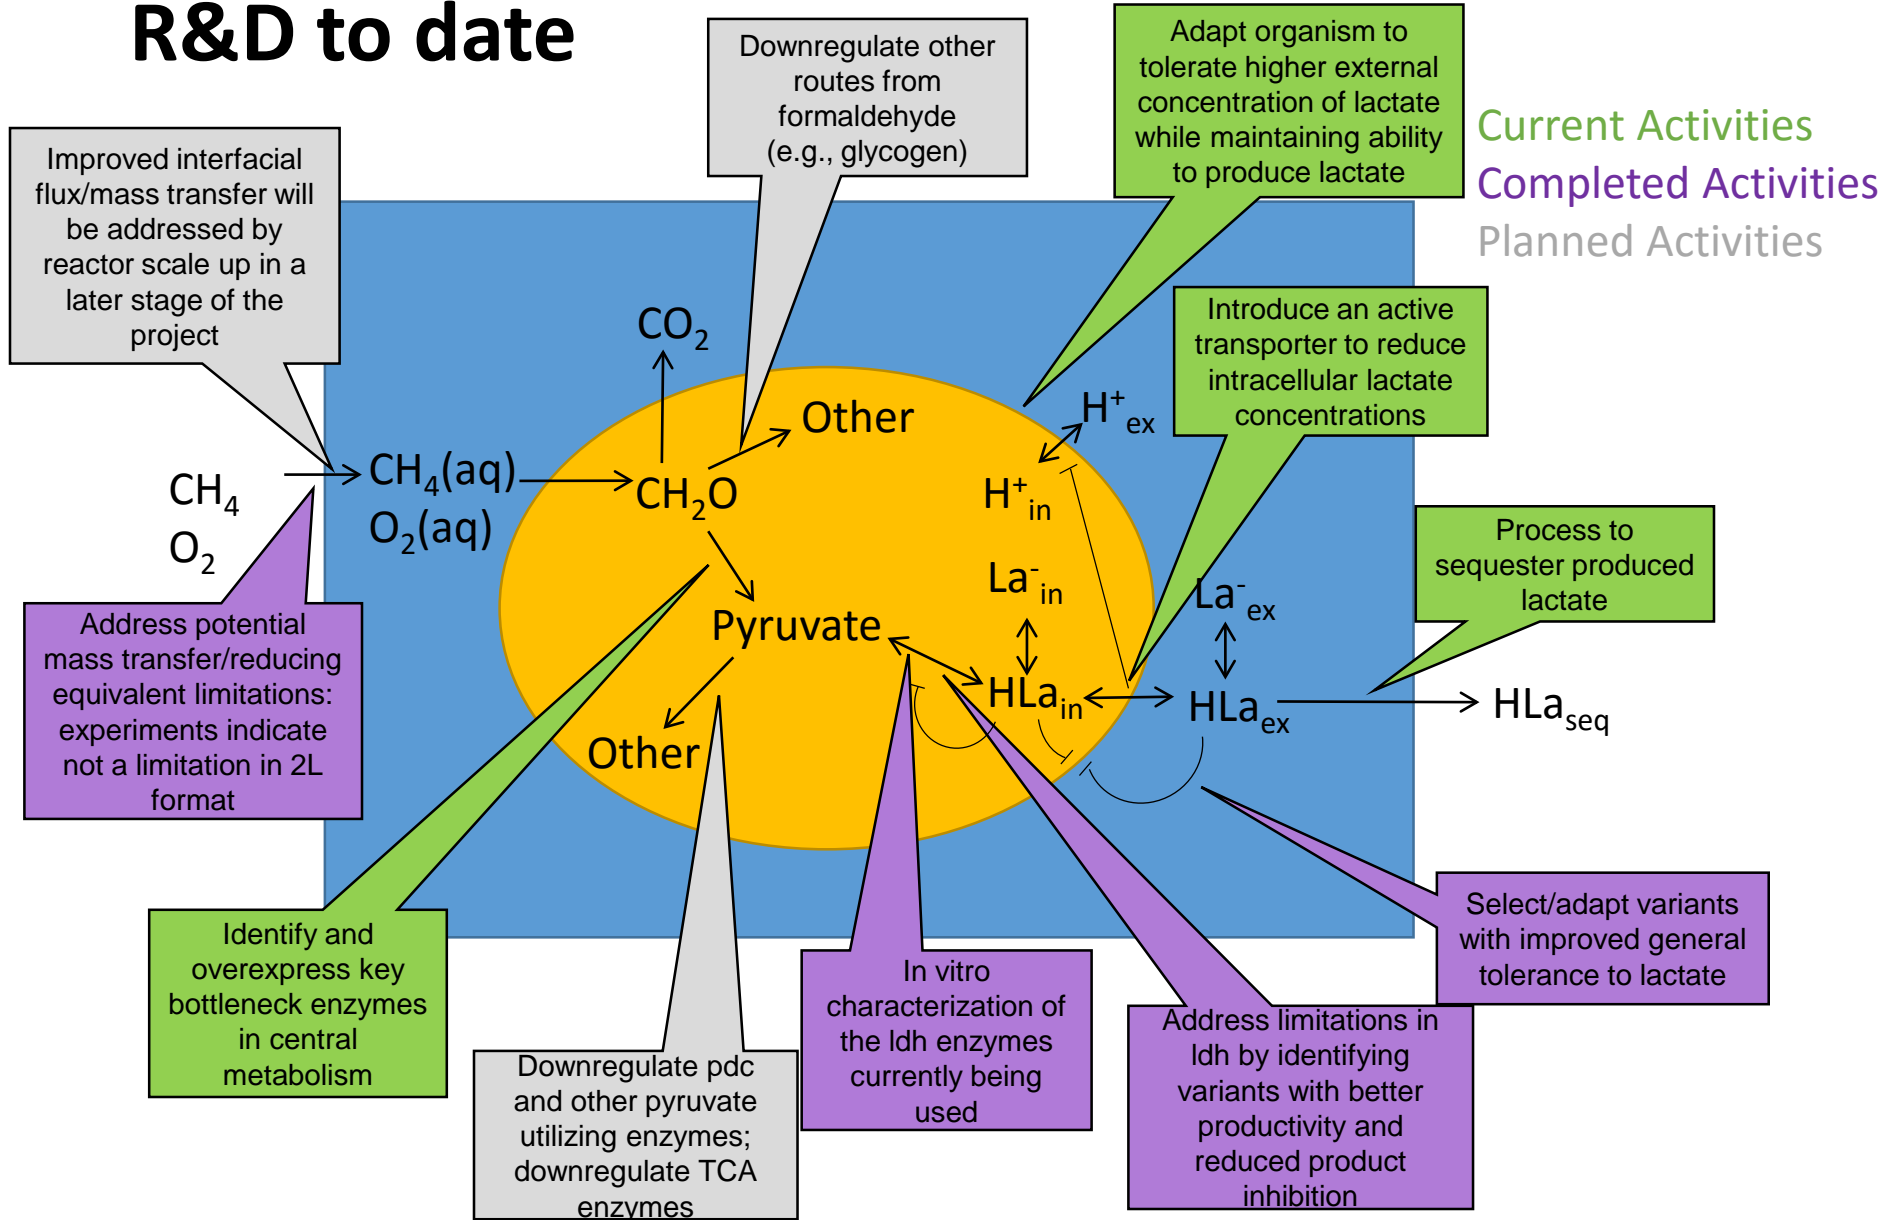 R&D to date
Downregulate other
routes from
formaldehyde
(e.g., glycogen)
Adapt organism to
tolerate higher external
concentration of lactate
while maintaining ability
to produce lactate
Current Activities
Completed Activities
Planned Activities
Improved interfacial
flux/mass transfer will
be addressed by
reactor scale up in a
later stage of the
project
Introduce an active
transporter to reduce
intracellular lactate
concentrations
CO2
Other
H+ex
H+in
CH4
O2
CH4(aq)
O2(aq)
CH2O
Process to
sequester produced
lactate
La-in
La-ex
Pyruvate
HLain
HLaex
HLaseq
Other
Address potential
mass transfer/reducing
equivalent limitations:
experiments indicate
not a limitation in 2L
format
Identify and
overexpress key
bottleneck enzymes
in central
metabolism
Downregulate pdc
and other pyruvate
utilizing enzymes;
downregulate TCA
enzymes
In vitro
characterization of
the ldh enzymes
currently being
used
Address limitations in
ldh by identifying
variants with better
productivity and
reduced product
inhibition
Select/adapt variants
with improved general
tolerance to lactate